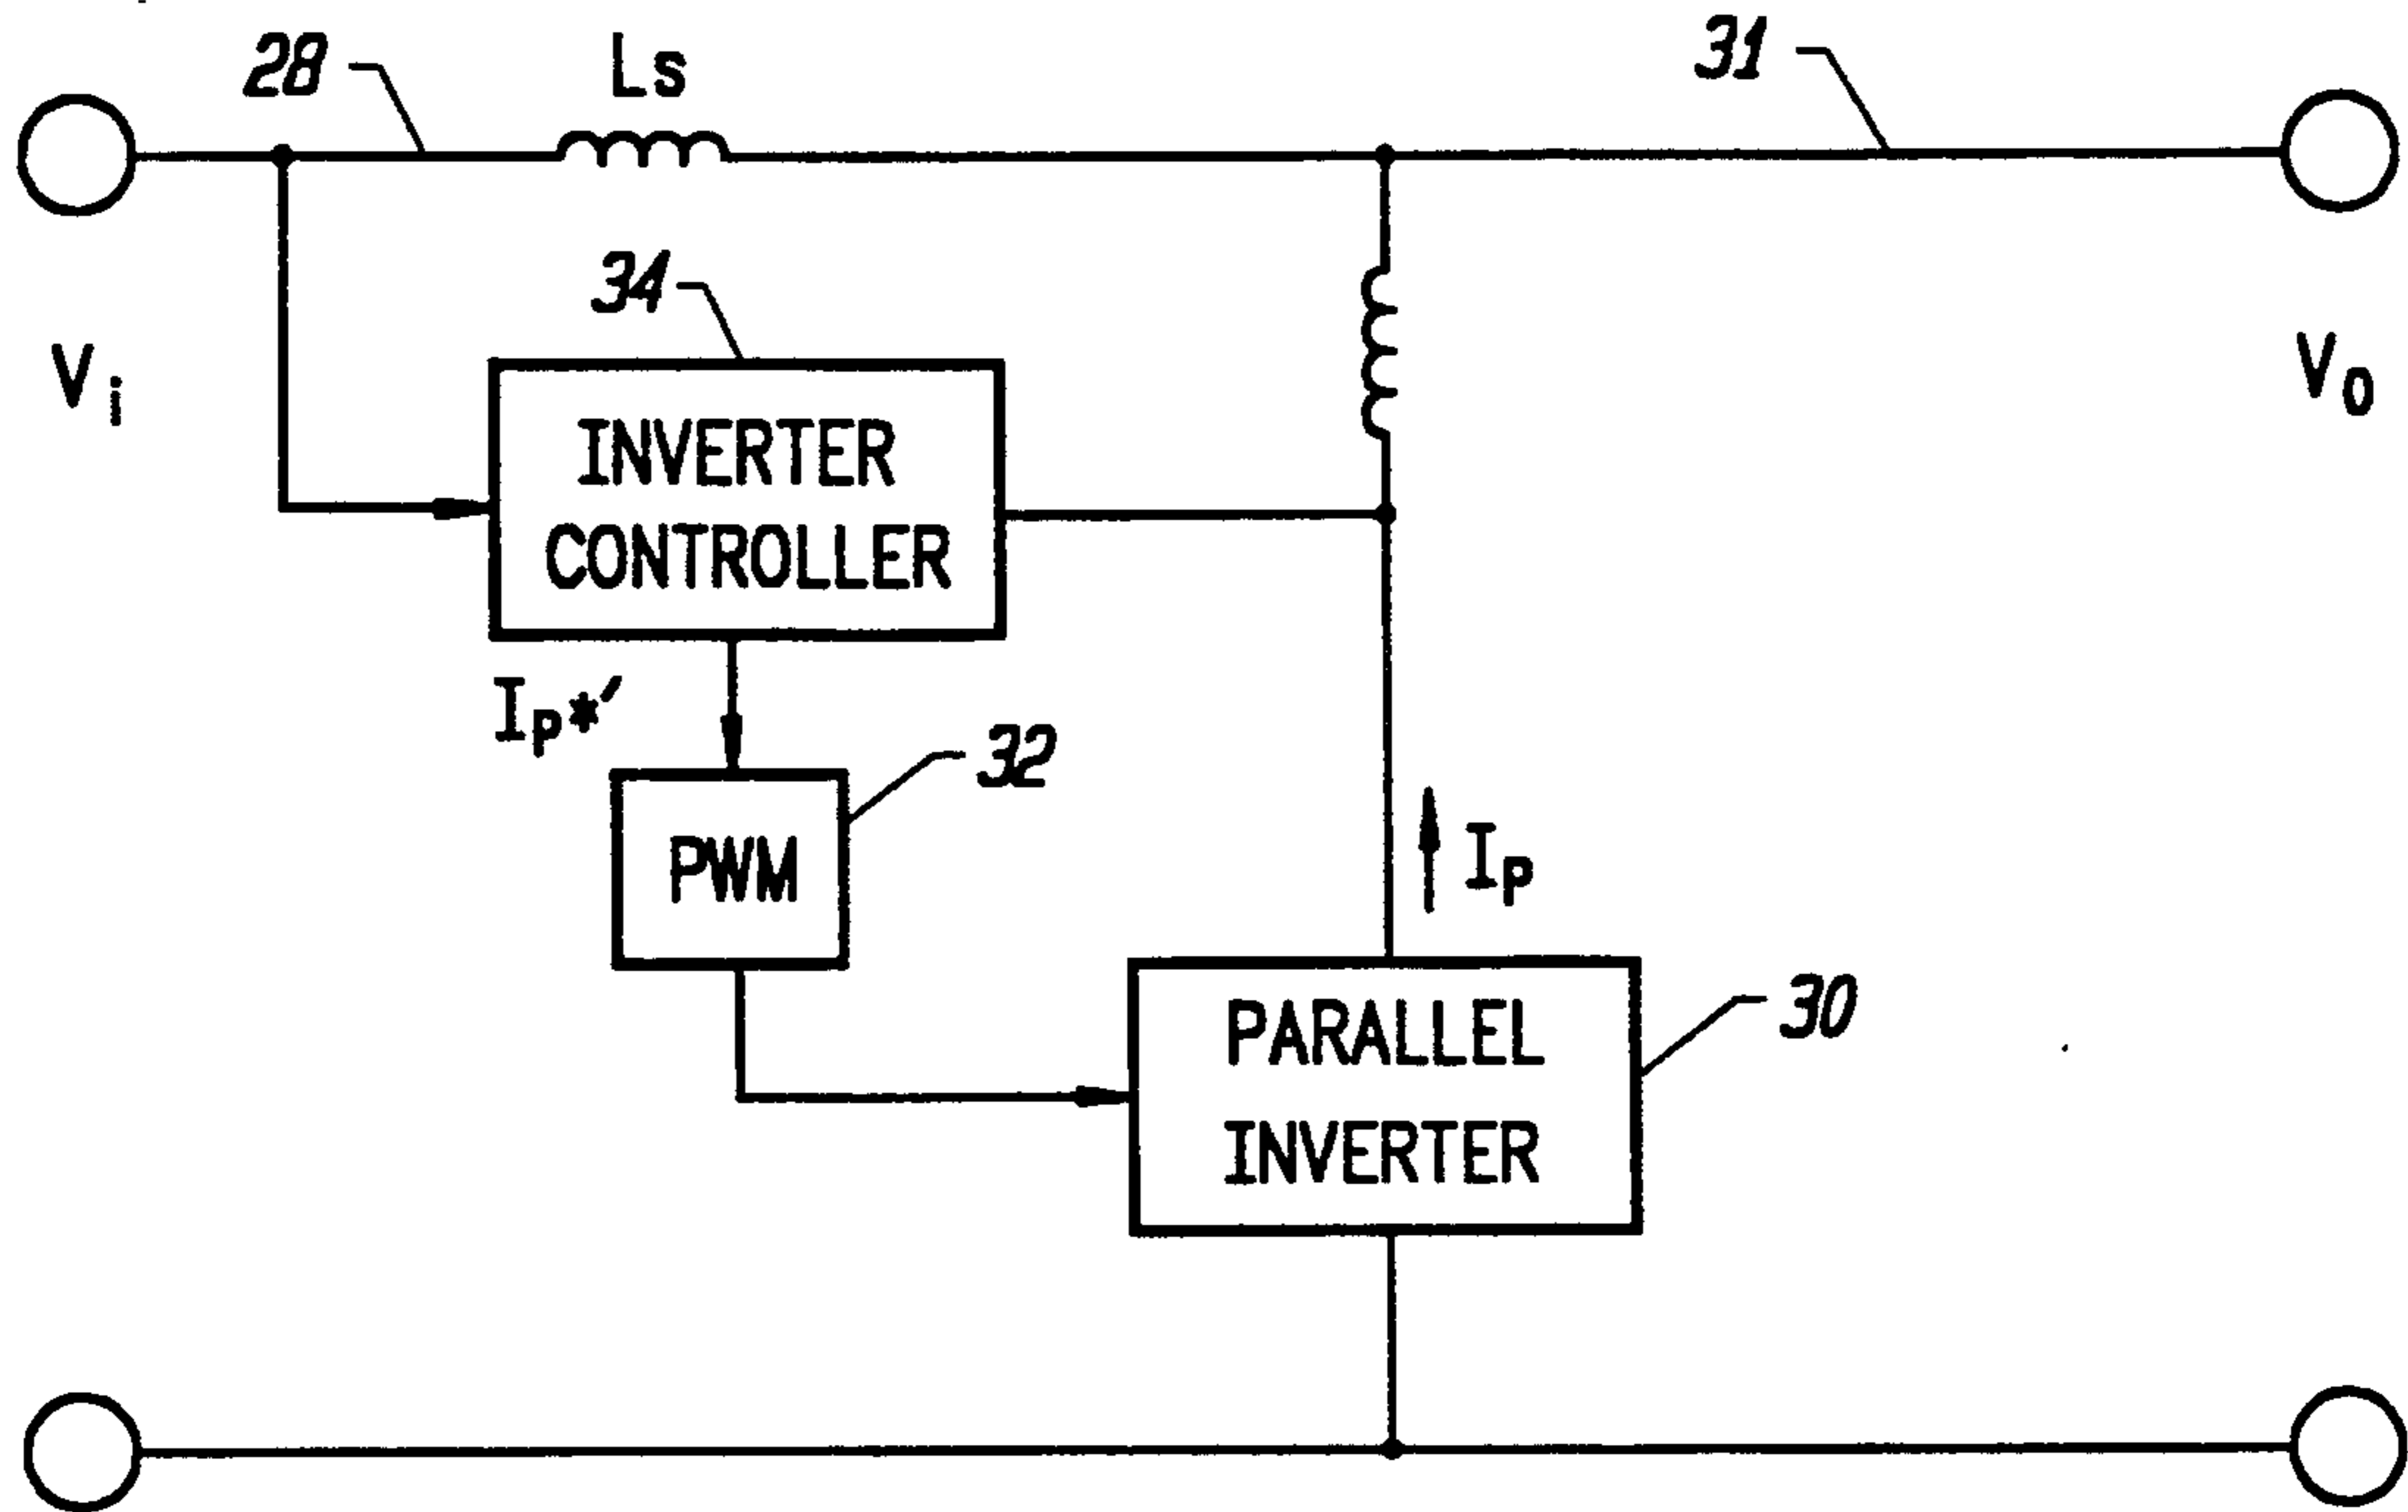 28
Ls
31
34
Vi
INVERTER
CONTROLLER
Vo
Ip*′
32
PWM
Ip
PARALLEL
INVERTER
30